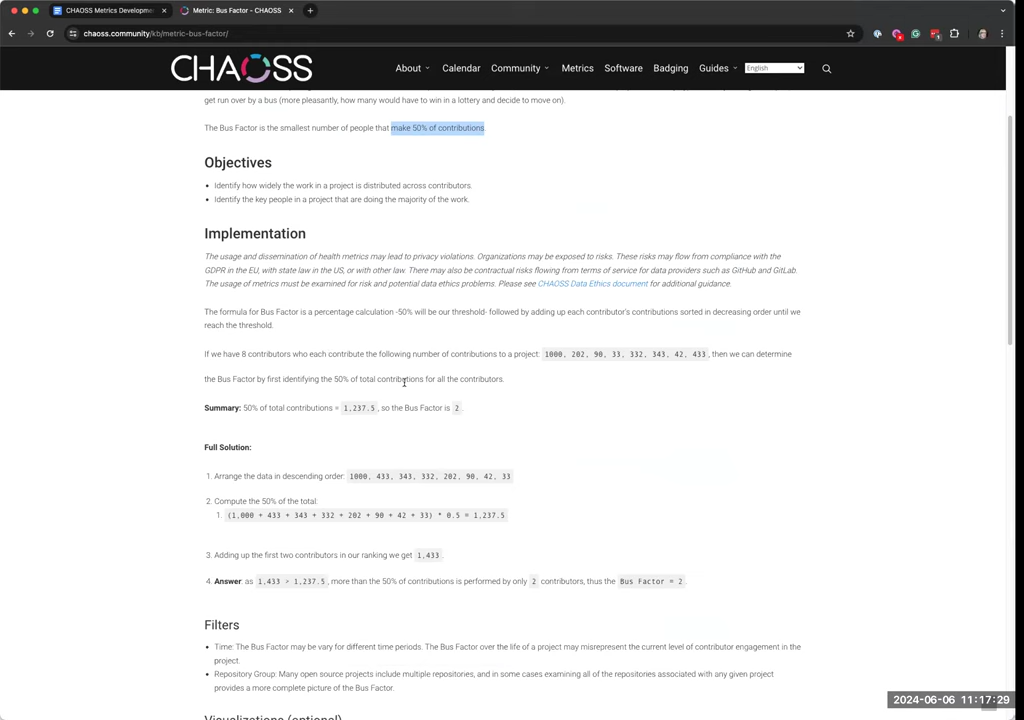 CHAOSS Metrics Developmen
Metric: Bus Factor - CHAOSS
chaoss.community/kb/metric-bus-factor/
CHAOSS
About
Calendar
Community
Metrics
Software
Badging
Guides
English
get run over by a bus (more pleasantly, how many would have to win in a lottery and decide to move on).
The Bus Factor is the smallest number of people that make 50% of contributions.
Objectives
• Identify how widely the work in a project is distributed across contributors.
• Identify the key people in a project that are doing the majority of the work.
Implementation
The usage and dissemination of health metrics may lead to privacy violations. Organizations may be exposed to risks. These risks may flow from compliance with the
GDPR in the EU, with state law in the US, or with other law. There may also be contractual risks flowing from terms of service for data providers such as GitHub and GitLab.
The usage of metrics must be examined for risk and potential data ethics problems. Please see CHAOSS Data Ethics document for additional guidance.
The formula for Bus Factor is a percentage calculation -50% will be our threshold- followed by adding up each contributor's contributions sorted in decreasing order until we
reach the threshold.
If we have 8 contributors who each contribute the following number of contributions to a project: 1000, 202, 90, 33, 332, 343, 42, 433, then we can determine
the Bus Factor by first identifying the 50% of total contributions for all the contributors.
Summary: 50% of total contributions = 1,237.5, so the Bus Factor is 2.
Full Solution:
1. Arrange the data in descending order: 1000, 433, 343, 332, 202, 90, 42, 33
2. Compute the 50% of the total:
1. (1,000 + 433 + 343 + 332 + 202 + 90 + 42 + 33) * 0.5 = 1,237.5
3. Adding up the first two contributors in our ranking we get 1,433.
4. Answer: as 1,433 > 1,237.5, more than the 50% of contributions is performed by only 2 contributors, thus the Bus Factor = 2.
Filters
• Time: The Bus Factor may be vary for different time periods. The Bus Factor over the life of a project may misrepresent the current level of contributor engagement in the
project.
• Repository Group: Many open source projects include multiple repositories, and in some cases examining all of the repositories associated with any given project
provides a more complete picture of the Bus Factor.
Visualizations (optional)
2024-06-06 11:17:29